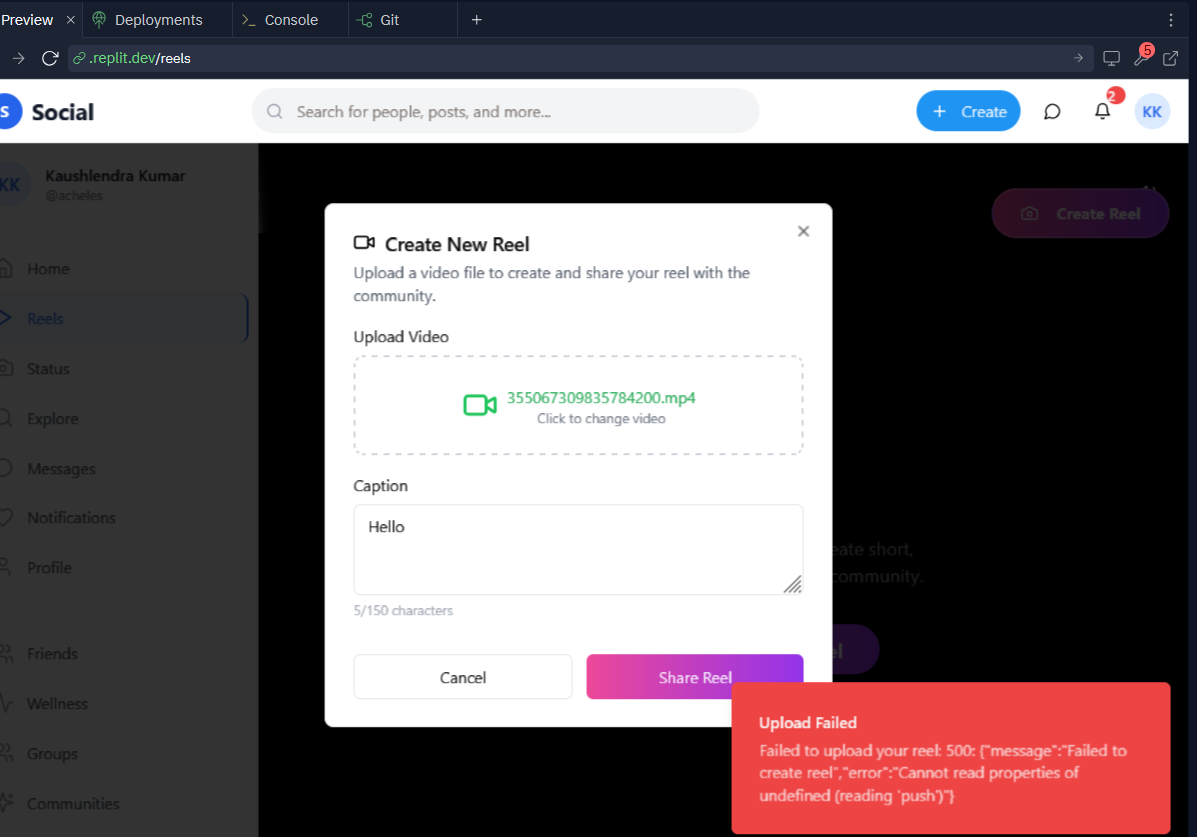 Preview
Deployments
Console
Git
.replit.dev/reels
5
S
Social
Search for people, posts, and more...
Create
2
KK
KK
Kaushlendra Kumar
@acheles
Create Reel
Home
Reels
Status
Explore
Messages
Notifications
Profile
Friends
Wellness
Groups
Communities
Create New Reel
Upload a video file to create and share your reel with the
community.
Upload Video
355067309835784200.mp4
Click to change video
Caption
Hello
5/150 characters
Cancel
Share Reel
short,
community.
Upload Failed
Failed to upload your reel: 500: {"message":"Failed to
create reel","error":"Cannot read properties of
undefined (reading 'push')"}